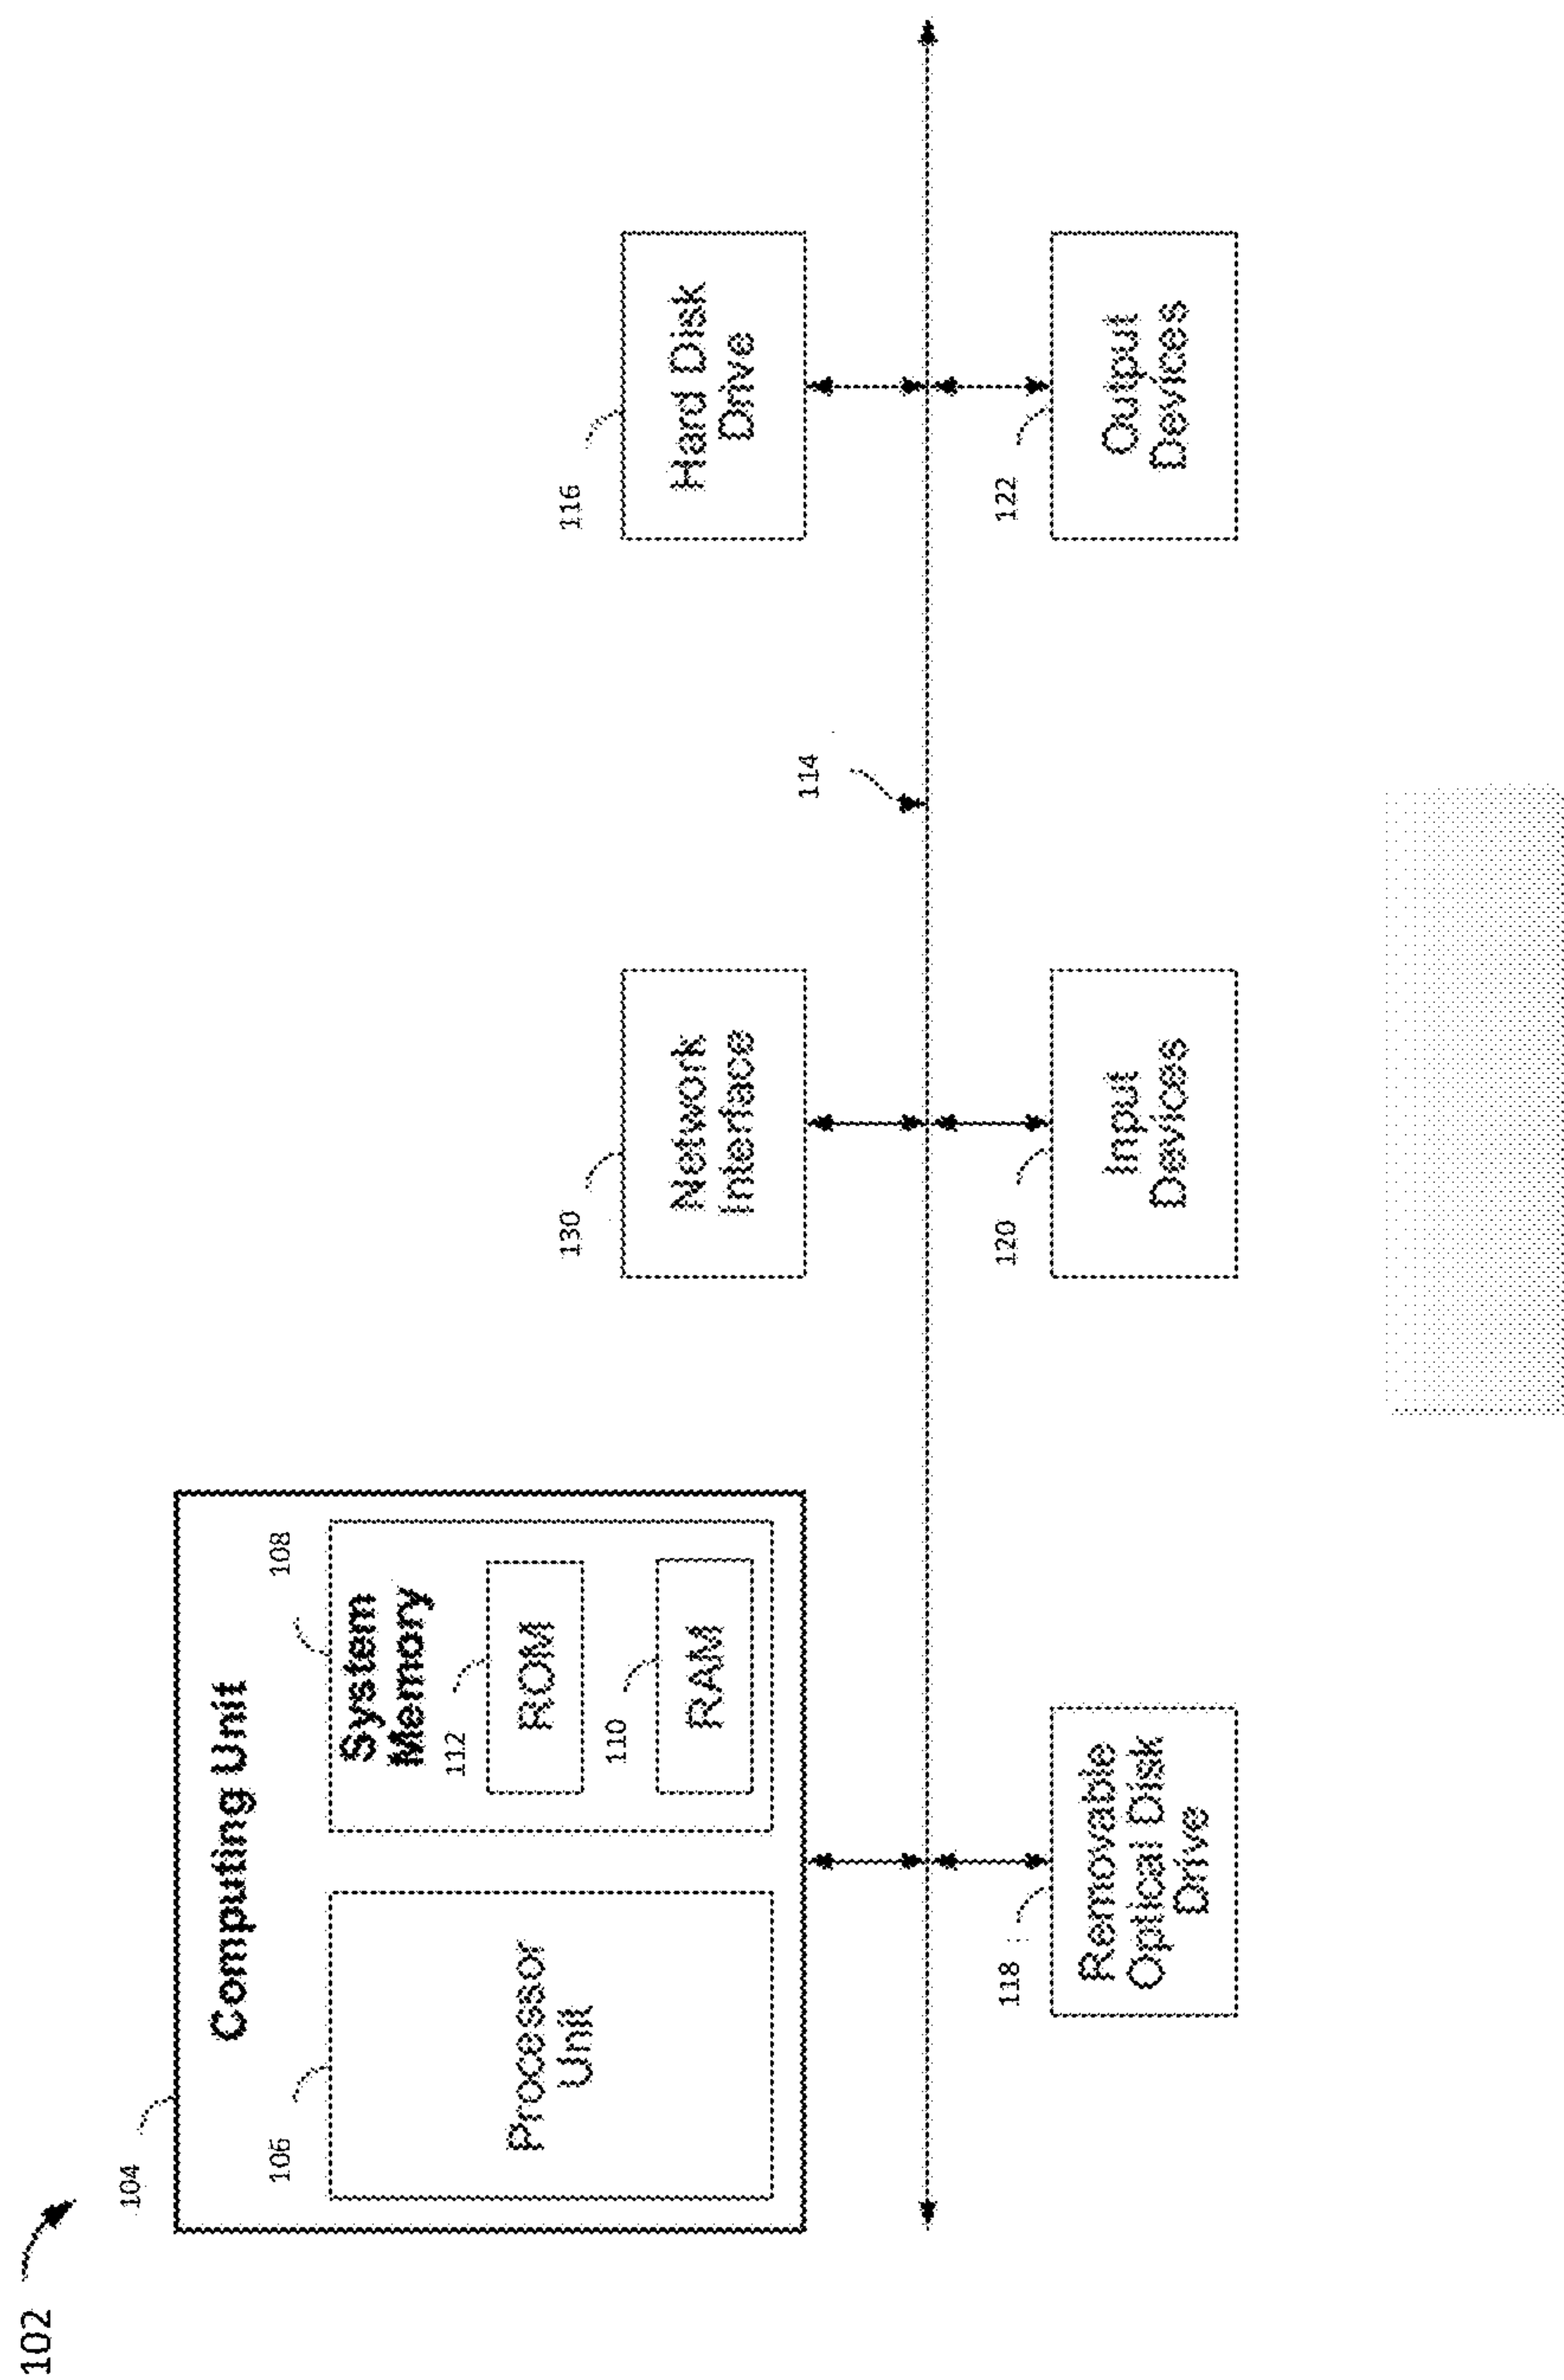 102
104
Computing Unit
106
Processor
Unit
108
System
Memory
112
ROM
110
RAM
130
Network
Interface
116
Hard Disk
Drive
114
118
Removable
Optical Disk
Drive
120
Input
Devices
122
Output
Devices